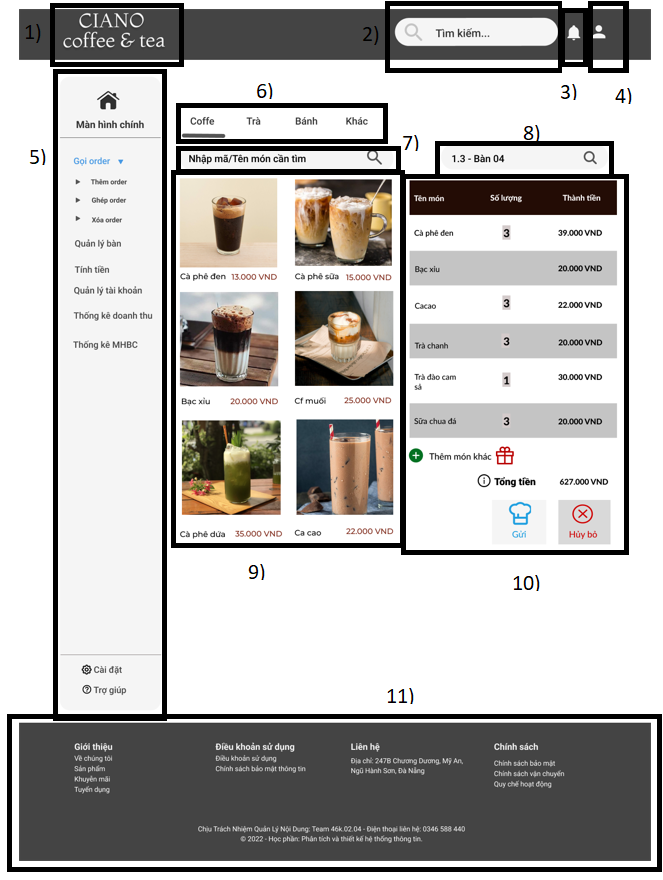 1)
CIANO
coffee & tea
2)
Tìm kiếm...
3)
4)
5)
Màn hình chính
Gọi order
Thêm order
Ghép order
Xóa order
Quản lý bàn
Tính tiền
Quản lý tài khoản
Thống kê doanh thu
Thống kê MHBC
Cài đặt
Trợ giúp
6)
Coffe Trà Bánh Khác
7)
Nhập mã/Tên món cần tìm
8)
1.3 - Bàn 04
Cà phê đen 13.000 VND Cà phê sữa 15.000 VND
Bạc xỉu 20.000 VND Cf muối 25.000 VND
Cà phê dừa 35.000 VND Ca cao 22.000 VND
9)
Tên món Số lượng Thành tiền
Cà phê đen 3 39.000 VND
Bạc xỉu 20.000 VND
Cacao 3 22.000 VND
Trà chanh 3 20.000 VND
Trà đào cam
sả 1 30.000 VND
Sữa chua đá 3 20.000 VND
Thêm món khác
Tổng tiền 627.000 VND
Gửi Hủy bỏ
10)
11)
Giới thiệu
Về chúng tôi
Sản phẩm
Khuyên mãi
Tuyển dụng
Điều khoản sử dụng
Điều khoản sử dụng
Chính sách bảo mật thông tin
Liên hệ
Địa chỉ: 247B Chương Dương, Mỹ An,
Ngũ Hành Sơn, Đà Nẵng
Chính sách
Chính sách bảo mật
Chính sách vận chuyển
Quy chế hoạt động
Chịu Trách Nhiệm Quản Lý Nội Dung: Team 46k.02.04 - Điện thoại liên hệ: 0346 588 440
© 2022 - Học phần: Phân tích và thiết kế hệ thống thông tin.